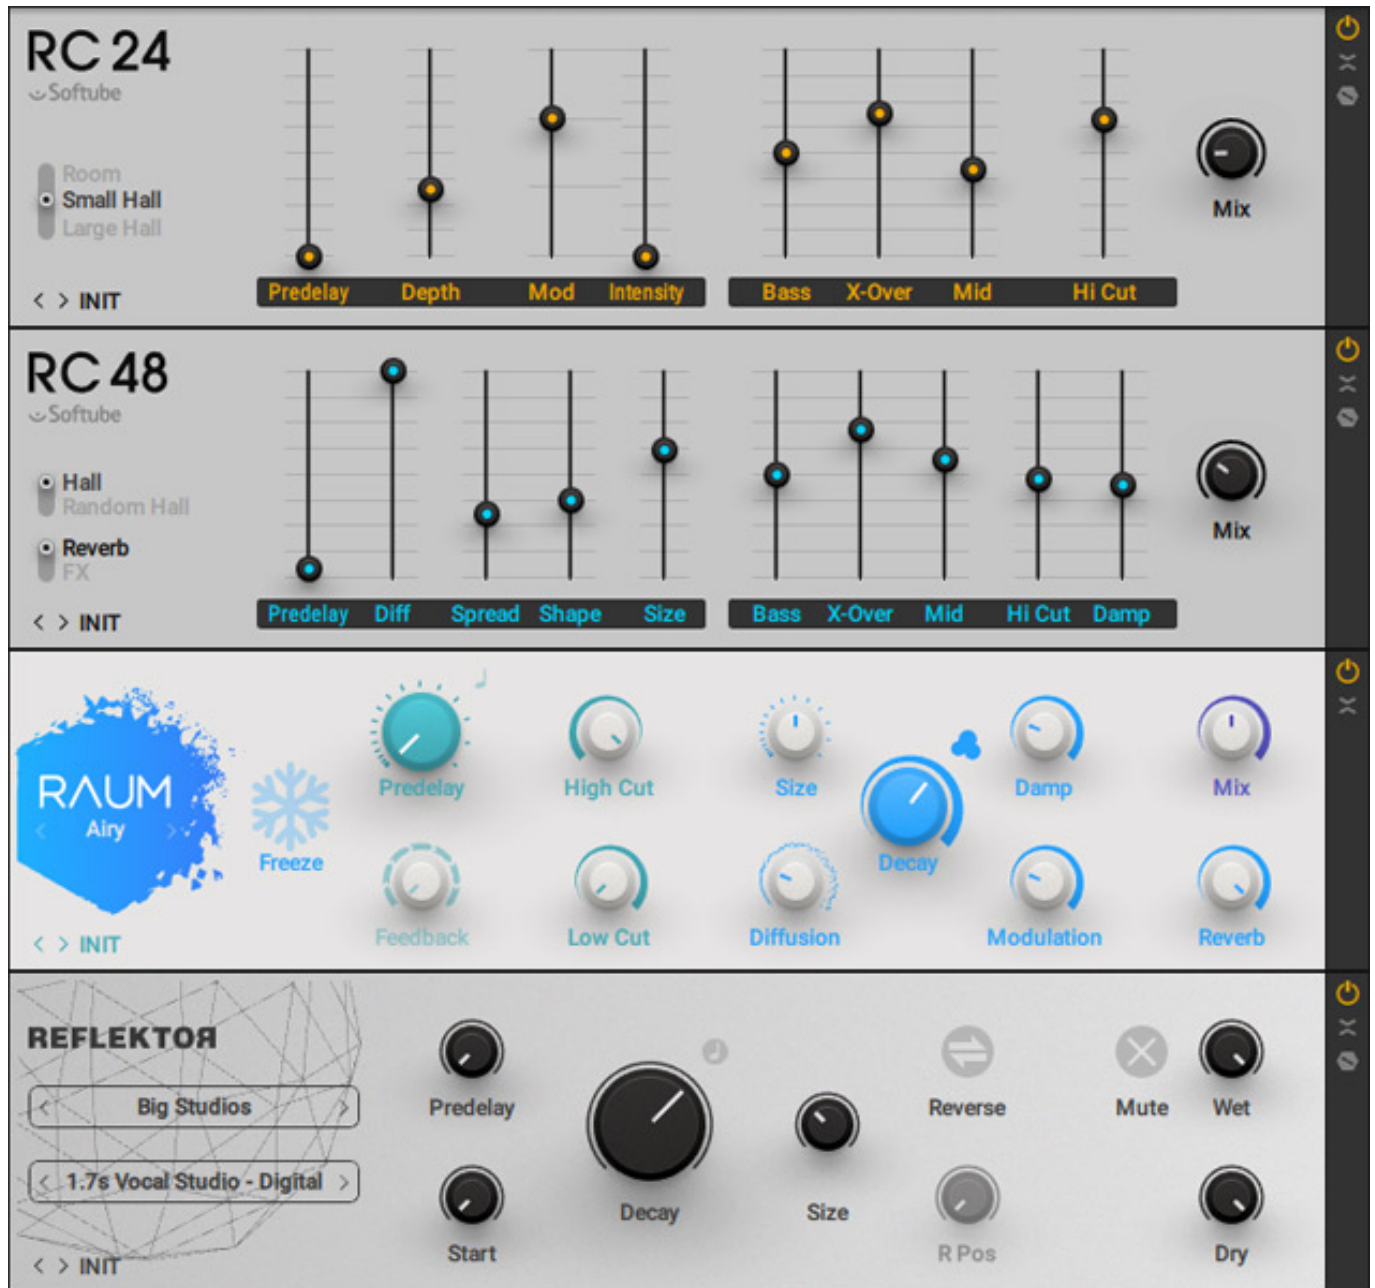 RC 24
Softube
Room
Small Hall
Large Hall
< > INIT
Predelay Depth Mod Intensity
Bass X-Over Mid Hi Cut
Mix
RC 48
Softube
Hall
Random Hall
Reverb
FX
< > INIT
Predelay Diff Spread Shape Size
Bass X-Over Mid Hi Cut Damp
Mix
RAUM
< Airy >
Freeze
< > INIT
Predelay High Cut Size Damp Mix
Decay
Feedback Low Cut Diffusion Modulation Reverb
REFLEKTOR
< Big Studios >
< 1.7s Vocal Studio - Digital >
< > INIT
Predelay Reverse Mute Wet
Decay Size
Start R Pos Dry